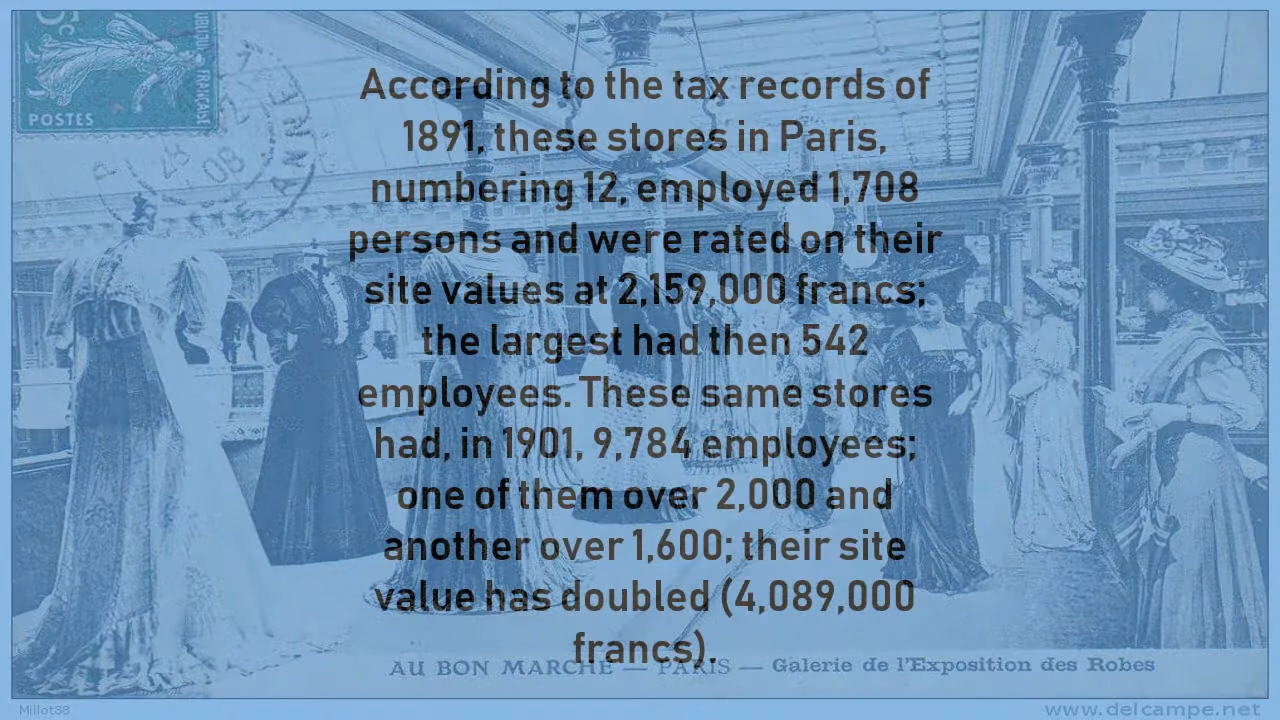 POSTES
According to the tax records of
1891, these stores in Paris,
numbering 12, employed 1,708
persons and were rated on their
site values at 2,159,000 francs;
the largest had then 542
employees. These same stores
had, in 1901, 9,784 employees;
one of them over 2,000 and
another over 1,600; their site
value has doubled (4,089,000
francs).
AU BON MARCHE — PARIS — Galerie de l'Exposition des Robes
Millot88
www.delcampe.net